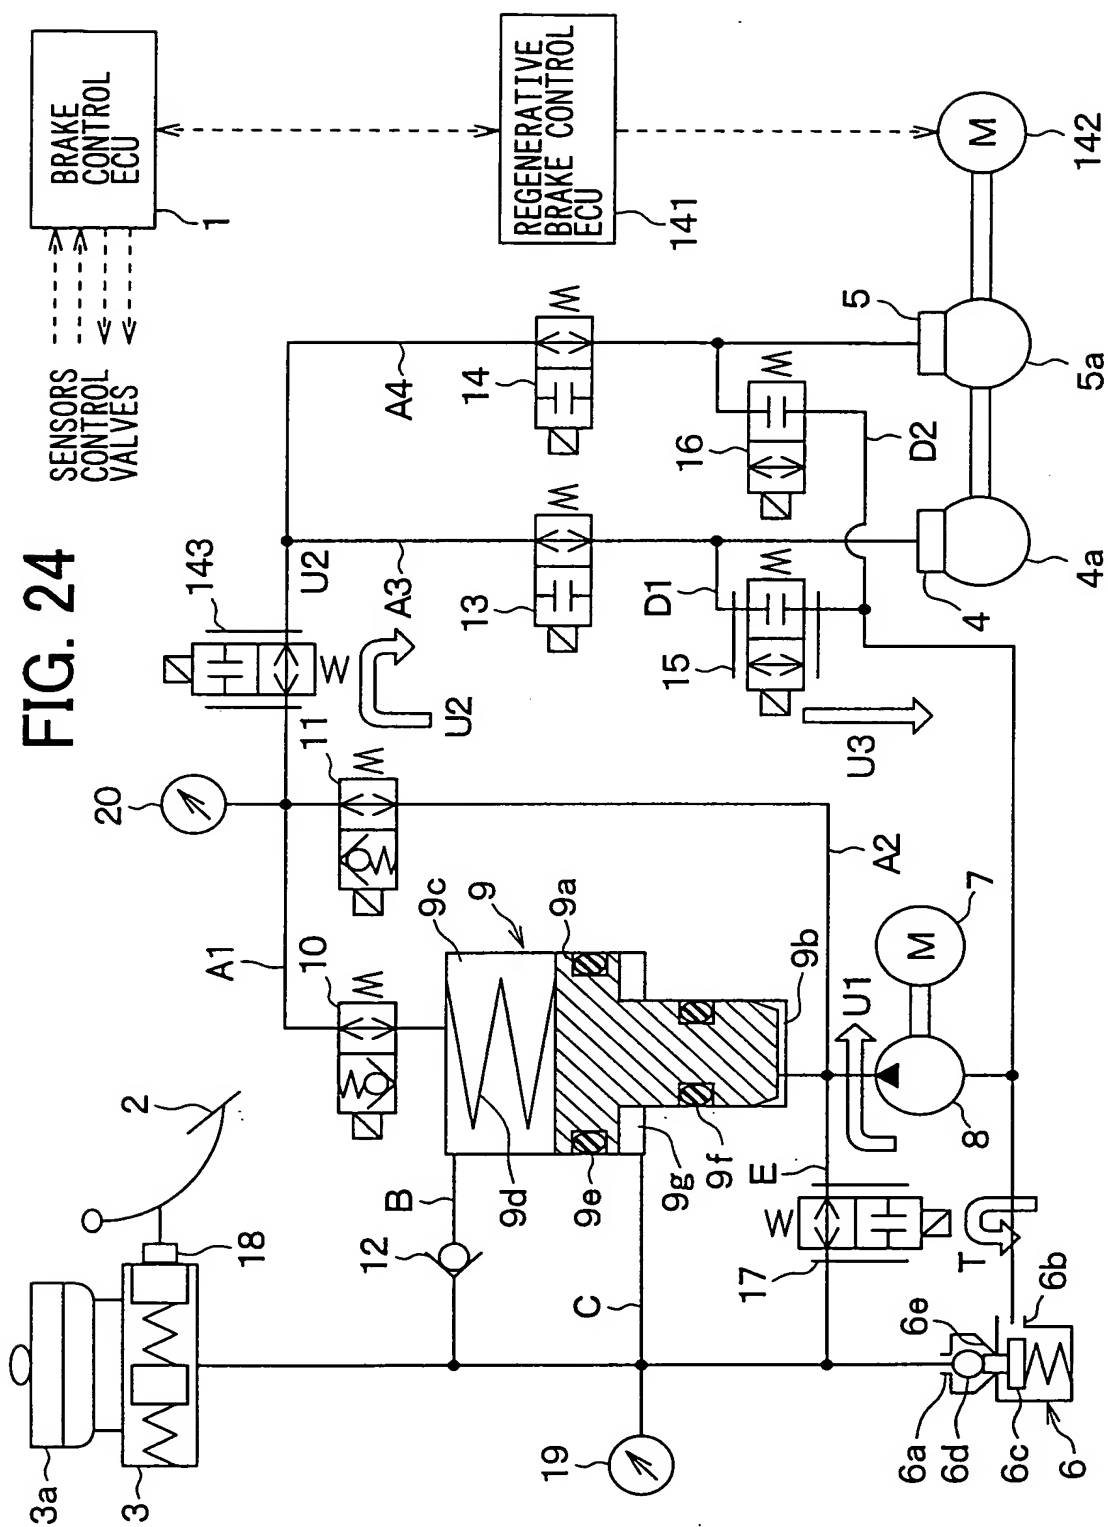 FIG. 24
BRAKE
CONTROL
ECU
1
SENSORS
CONTROL
VALVES
REGENERATIVE
BRAKE CONTROL
ECU
141
M
142
3a
3
18
2
A1
20
143
U2
A4
A3
U2
10
11
9
9c
9a
9b
9d
9e
9f
9g
B
12
C
19
13
14
15
16
D1
D2
U3
A2
U1
M
7
8
E
17
T
6a
6d
6c
6
6e
6b
4
4a
5
5a